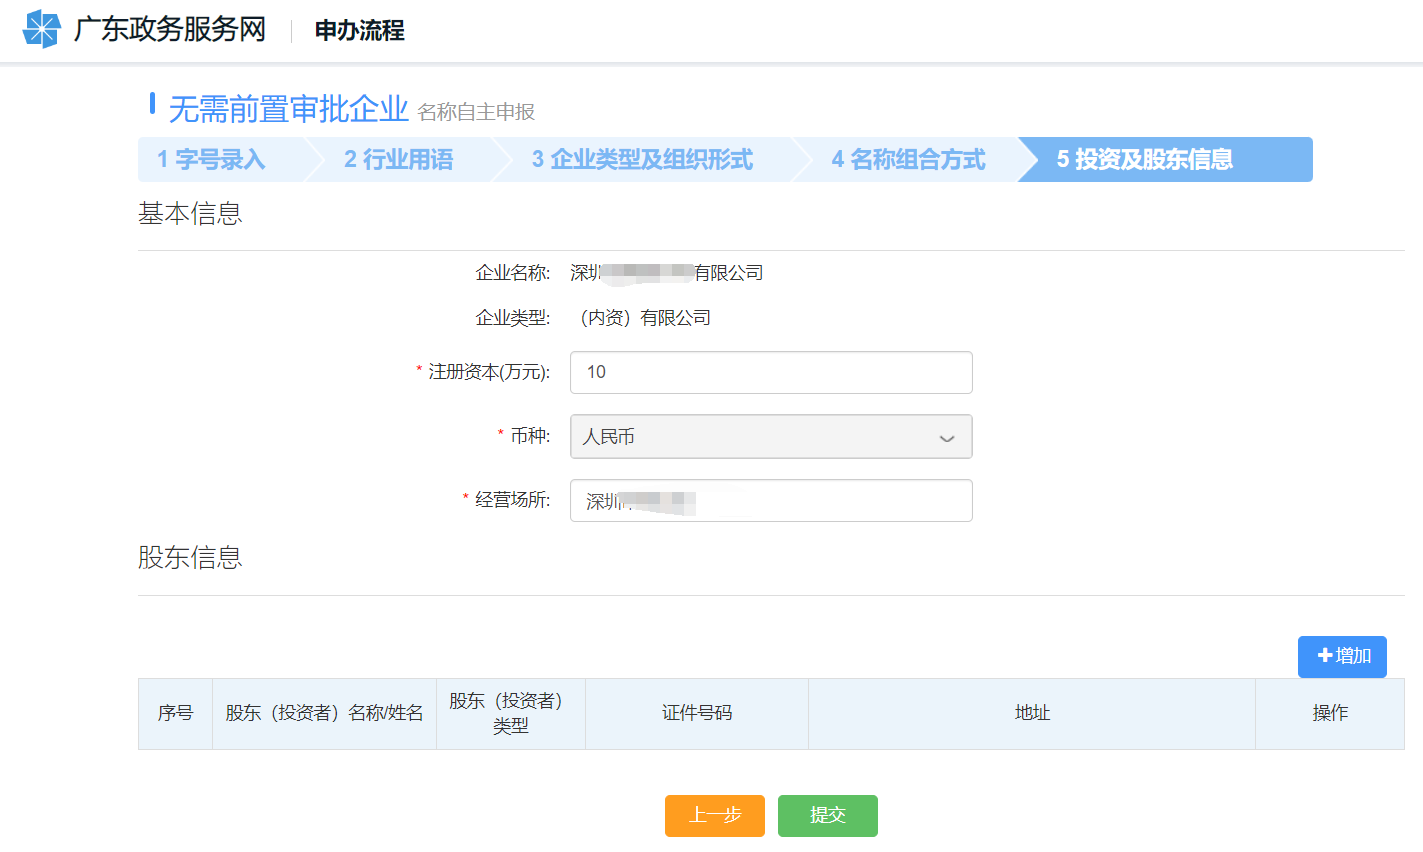 广东政务服务网 申办流程
无需前置审批企业 名称自主申报
1 字号录入 2 行业用语 3 企业类型及组织形式 4 名称组合方式 5 投资及股东信息
基本信息
企业名称: 深圳 有限公司
企业类型: （内资）有限公司
* 注册资本(万元): 10
* 币种: 人民币
* 经营场所: 深圳
股东信息
+增加
序号 股东（投资者）名称/姓名 股东（投资者）类型 证件号码 地址 操作
上一步 提交